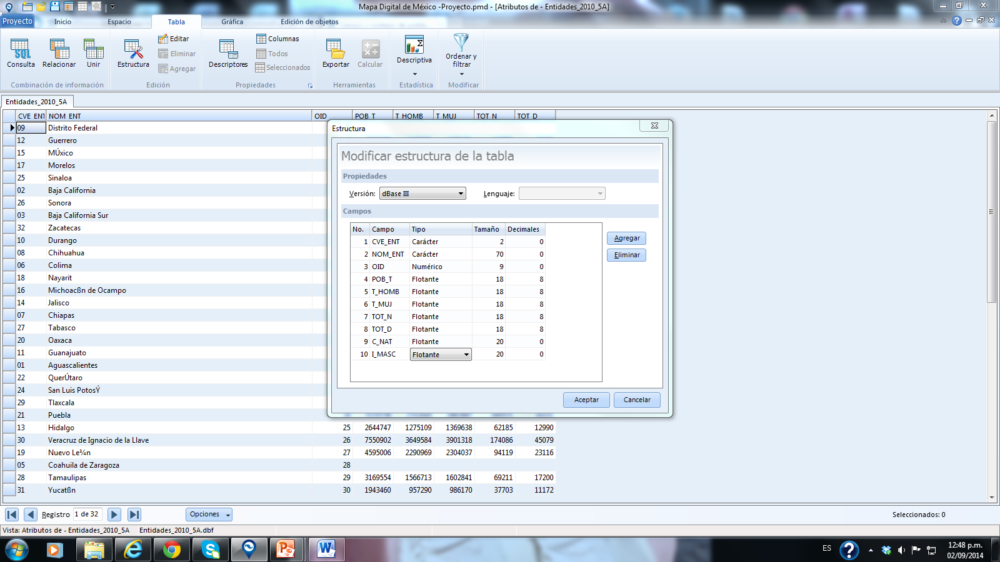 Mapa Digital de México -Proyecto.pmd - [Atributos de - Entidades_2010_5A]
Proyecto Inicio Espacio Tabla Gráfica Edición de objetos
Consulta Relacionar Unir
Combinación de información
Estructura Editar Eliminar Agregar
Edición
Descriptores Columnas Todos Seleccionados
Propiedades
Exportar Calcular
Herramientas
Descriptiva
Estadística
Ordenar y
filtrar
Modificar
Entidades_2010_5A
CVE_ENT NOM_ENT OID POB_T T_HOMB T_MUJ TOT_N TOT_D
09 Distrito Federal
12 Guerrero
15 MÚxico
17 Morelos
25 Sinaloa
02 Baja California
26 Sonora
03 Baja California Sur
32 Zacatecas
10 Durango
08 Chihuahua
06 Colima
18 Nayarit
16 Michoacßn de Ocampo
14 Jalisco
07 Chiapas
27 Tabasco
20 Oaxaca
11 Guanajuato
01 Aguascalientes
22 QuerÚtaro
24 San Luis PotosÝ
29 Tlaxcala
21 Puebla
13 Hidalgo 25 2644747 1275109 1369638 62185 12990
30 Veracruz de Ignacio de la Llave 26 7550902 3649584 3901318 174086 45079
19 Nuevo Le¾n 27 4595006 2290969 2304037 94119 23116
05 Coahuila de Zaragoza 28
28 Tamaulipas 29 3169554 1566713 1602841 69211 17200
31 Yucatßn 30 1943460 957290 986170 37703 11172
Estructura
Modificar estructura de la tabla
Propiedades
Versión: dBase III Lenguaje:
Campos
No. Campo Tipo Tamaño Decimales
1 CVE_ENT Carácter 2 0
2 NOM_ENT Carácter 70 0
3 OID Numérico 9 0
4 POB_T Flotante 18 8
5 T_HOMB Flotante 18 8
6 T_MUJ Flotante 18 8
7 TOT_N Flotante 18 8
8 TOT_D Flotante 18 8
9 C_NAT Flotante 20 0
10 I_MASC Flotante 20 0
Agregar
Eliminar
Aceptar Cancelar
Registro 1 de 32 Opciones Seleccionados: 0
Vista: Atributos de - Entidades_2010_5A Entidades_2010_5A.dbf
ES 12:48 p.m.
02/09/2014